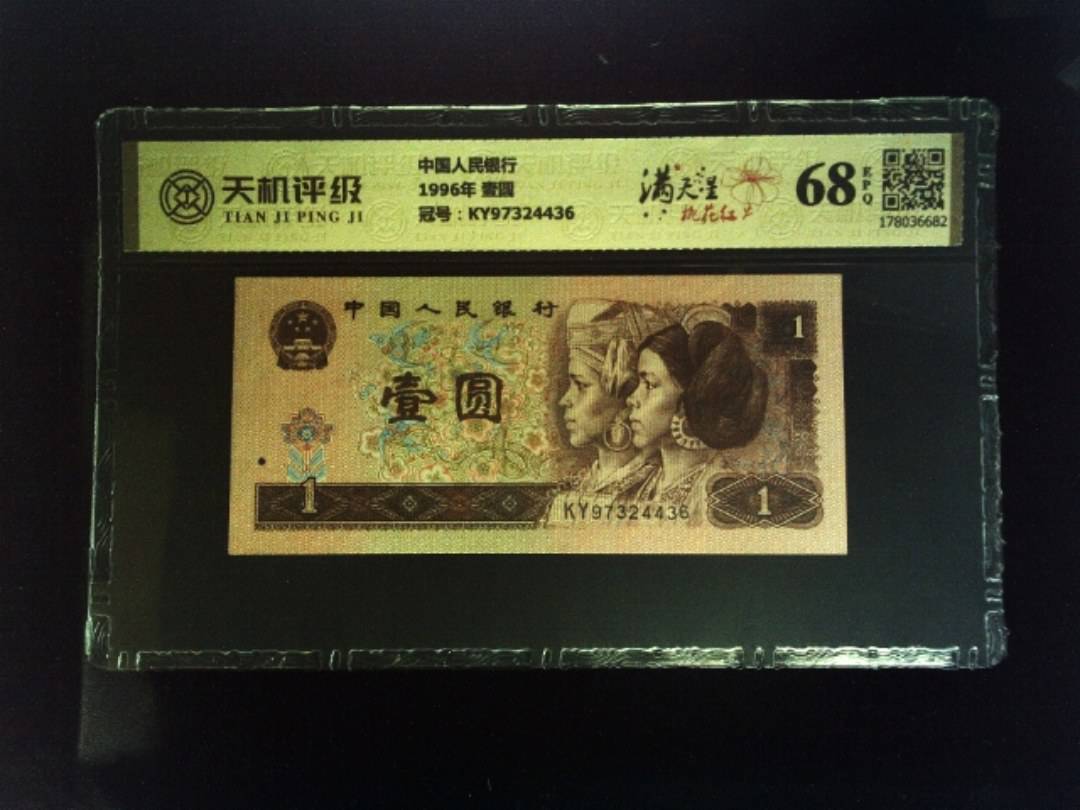 天机评级
TIAN JI PING JI
中国人民银行
1996年 壹圆
冠号：KY97324436
满天星
桃花红
68
EPQ
178036682
中国人民银行
壹圆
1
1
KY97324436
1